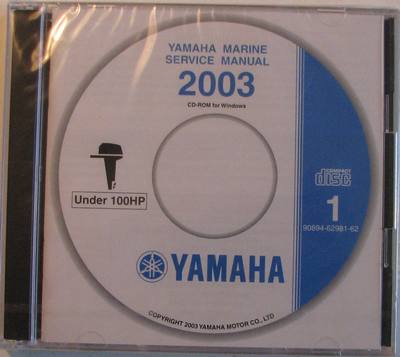 YAMAHA MARINE
SERVICE MANUAL
2003
CD-ROM for Windows
Under 100HP
COMPACT
disc
1
90894-62981-62
YAMAHA
COPYRIGHT 2003 YAMAHA MOTOR CO., LTD